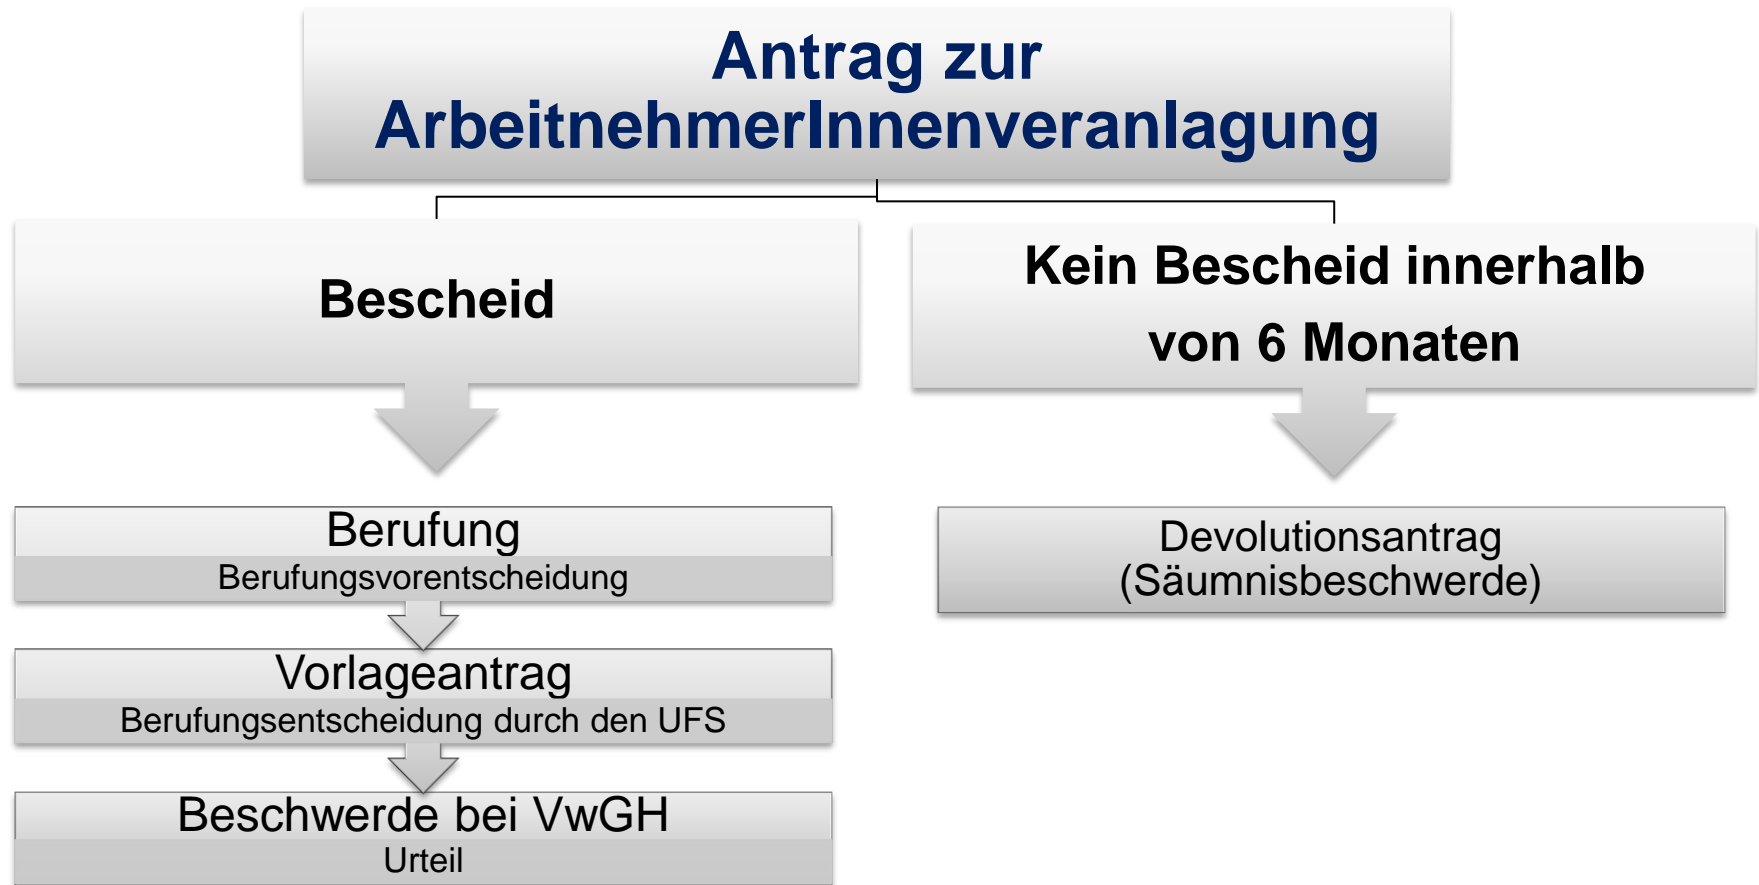 Antrag zur
ArbeitnehmerInnenveranlagung
Bescheid
Berufung
Berufungsvorentscheidung
Vorlageantrag
Berufungsentscheidung durch den UFS
Beschwerde bei VwGH
Urteil
Kein Bescheid innerhalb
von 6 Monaten
Devolutionsantrag
(Säumnisbeschwerde)